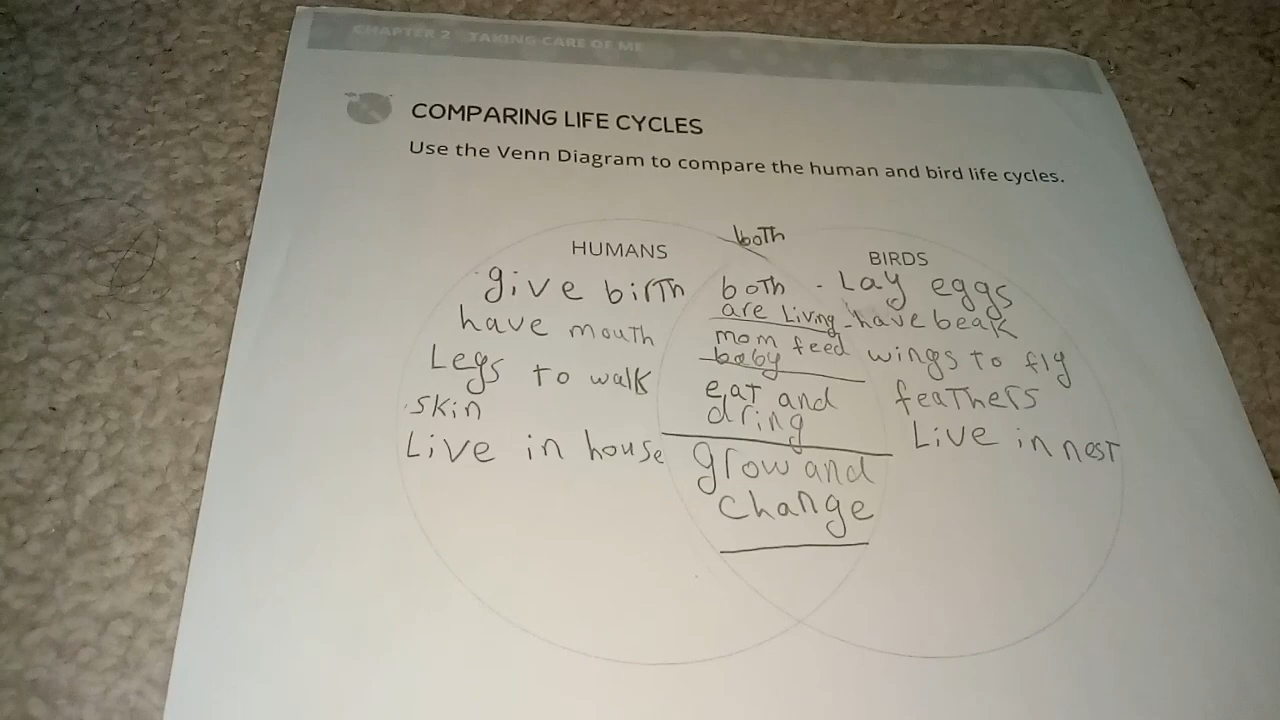 CHAPTER 2 TAKING CARE OF ME
COMPARING LIFE CYCLES
Use the Venn Diagram to compare the human and bird life cycles.
both
HUMANS
give birth
have mouth
Legs to walk
skin
Live in house
both
are Living
mom feed
baby
eat and
dring
grow and
change
BIRDS
- Lay eggs
- have beak
wings to fly
feathers
Live in nest